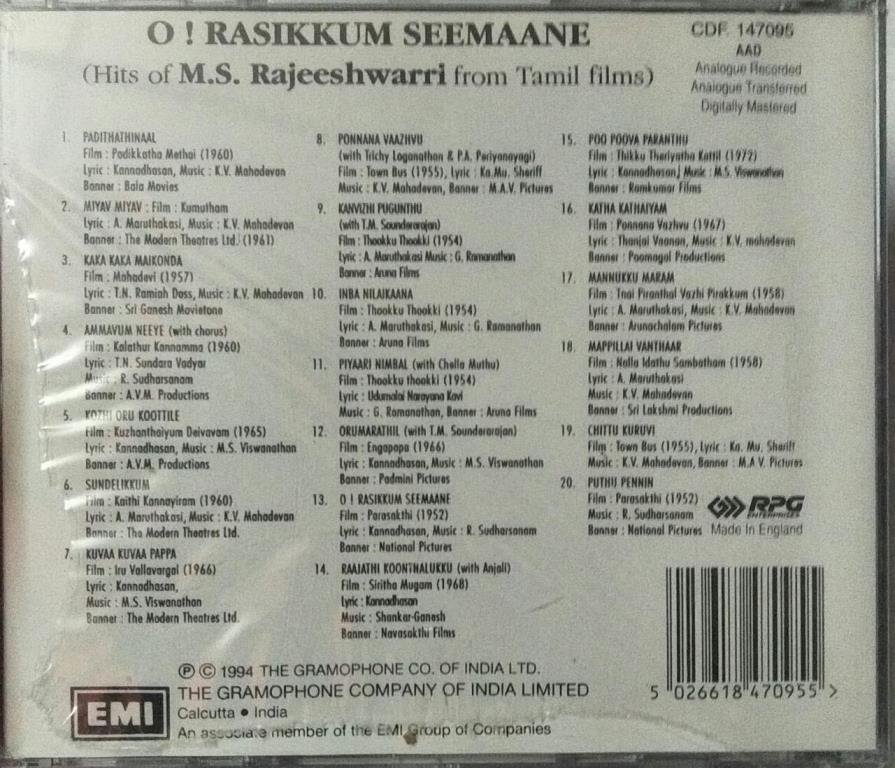 O ! RASIKKUM SEEMAANE
(Hits of M.S. Rajeeshwarri from Tamil films)
CDF 147095
AAD
Analogue Recorded
Analogue Transferred
Digitally Mastered
1. PADITHATHINAAL
Film : Padikkatha Methai (1960)
Lyric : Kannadhasan, Music : K.V. Mahadevan
Banner : Bala Movies
2. MIYAV MIYAV : Film : Kumutham
Lyric : A. Maruthakasi, Music : K.V. Mahadevan
Banner : The Modern Theatres Ltd. (1961)
3. KAKA KAKA MAIKONDA
Film : Mahadevi (1957)
Lyric : T.N. Ramiah Dass, Music : K.V. Mahadevan
Banner : Sri Ganesh Movietone
4. AMMAVUM NEEYE (with chorus)
Film : Kalathur Kannamma (1960)
Lyric : T.N. Sundara Vadyar
Music : R. Sudharsanam
Banner : A.V.M. Productions
5. KOZHI ORU KOOTTILE
Film : Kuzhanthaiyum Deivavam (1965)
Lyric : Kannadhasan, Music : M.S. Viswanathan
Banner : A.V.M. Productions
6. SUNDELIKKUM
Film : Kaithi Kannayiram (1960)
Lyric : A. Maruthakasi, Music : K.V. Mahadevan
Banner : The Modern Theatres Ltd.
7. KUVAA KUVAA PAPPA
Film : Iru Vallavargal (1966)
Lyric : Kannadhasan,
Music : M.S. Viswanathan
Banner : The Modern Theatres Ltd.
8. PONNANA VAAZHVU
(with Trichy Loganathan & P.A. Periyanayagi)
Film : Town Bus (1955), Lyric : Ka.Mu. Sheriff
Music : K.V. Mahadevan, Banner : M.A.V. Pictures
9. KANVIZHI PUGUNTHU
(with T.M. Sounderarajan)
Film : Thookku Thookki (1954)
Lyric : A. Maruthakasi Music : G. Ramanathan
Banner : Aruna Films
10. INBA NILAIKAANA
Film : Thookku Thookki (1954)
Lyric : A. Maruthakasi, Music : G. Ramanathan
Banner : Aruna Films
11. PIYAARI NIMBAL (with Chella Muthu)
Film : Thookku thookki (1954)
Lyric : Udumalai Narayana Kavi
Music : G. Ramanathan, Banner : Aruna Films
12. ORUMARATHIL (with T.M. Sounderarajan)
Film : Engapapa (1966)
Lyric : Kannadhasan, Music : M.S. Viswanathan
Banner : Padmini Pictures
13. O ! RASIKKUM SEEMAANE
Film : Parasakthi (1952)
Lyric : Kannadhasan, Music : R. Sudharsanam
Banner : National Pictures
14. RAAJATHI KOONTHALUKKU (with Anjali)
Film : Siritha Mugam (1968)
Lyric : Kannadhasan
Music : Shankar-Ganesh
Banner : Navasakthi Films
15. POO POOVA PARANTHU
Film : Thikku Theriyatha Kattil (1972)
Lyric : Kannadhasan, Music : M.S. Viswanathan
Banner : Ramkumar Films
16. KATHA KATHAIYAM
Film : Ponnana Vazhvu (1967)
Lyric : Thanjai Vaanan, Music : K.V. mahadevan
Banner : Poomagal Productions
17. MANNUKKU MARAM
Film : Tnai Piranthal Vazhi Pirakkum (1958)
Lyric : A. Maruthakasi, Music : K.V. Mahadevan
Banner : Arunachalam Pictures
18. MAPPILLAI VANTHAAR
Film : Nalla Idathu Sambatham (1958)
Lyric : A. Maruthakasi
Music : K.V. Mahadevan
Banner : Sri Lakshmi Productions
19. CHITTU KURUVI
Film : Town Bus (1955), Lyric : Ka. Mu. Sheriff
Music : K.V. Mahadevan, Banner : M.A V. Pictures
20. PUTHU PENNIN
Film : Parasakthi (1952)
Music : R. Sudharsanam
Banner : National Pictures
RPG
ENTERPRISES
Made In England
℗ © 1994 THE GRAMOPHONE CO. OF INDIA LTD.
THE GRAMOPHONE COMPANY OF INDIA LIMITED
Calcutta • India
An associate member of the EMI Group of Companies
EMI
5 026618 470955 >